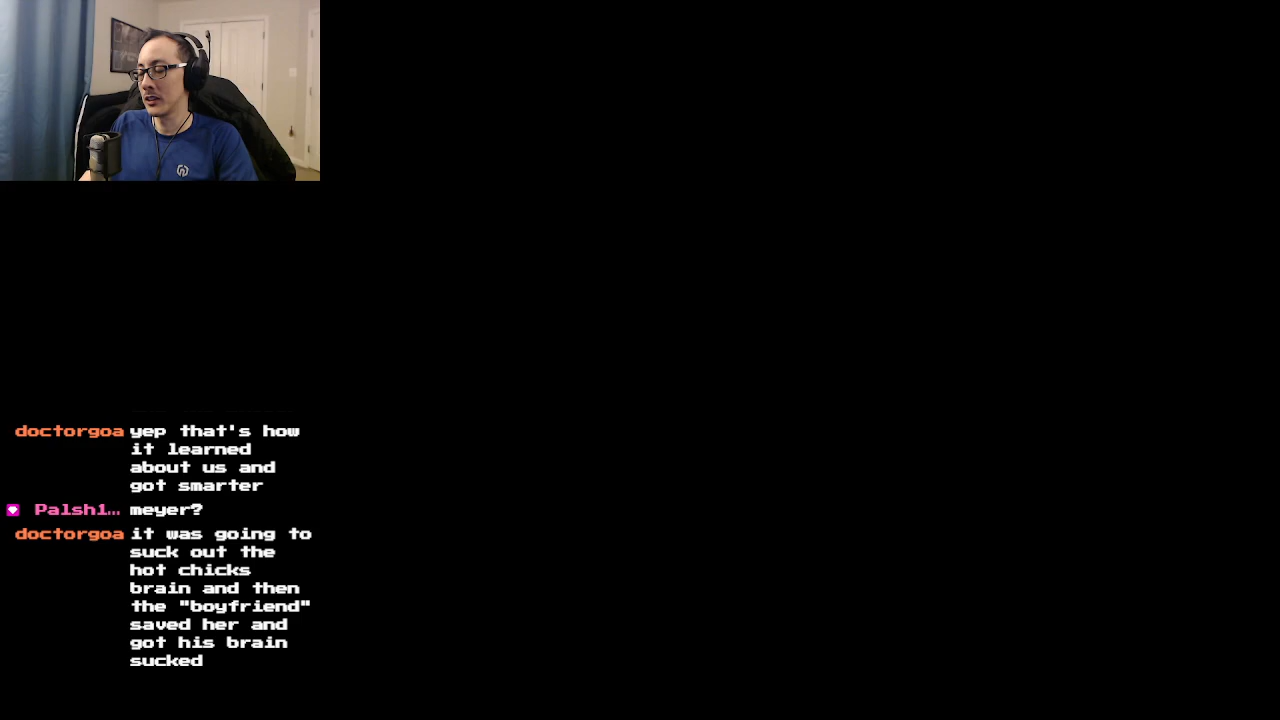 doctorgoa yep that's how
it learned
about us and
got smarter
Palsh1... meyer?
doctorgoa it was going to
suck out the
hot chicks
brain and then
the "boyfriend"
saved her and
got his brain
sucked